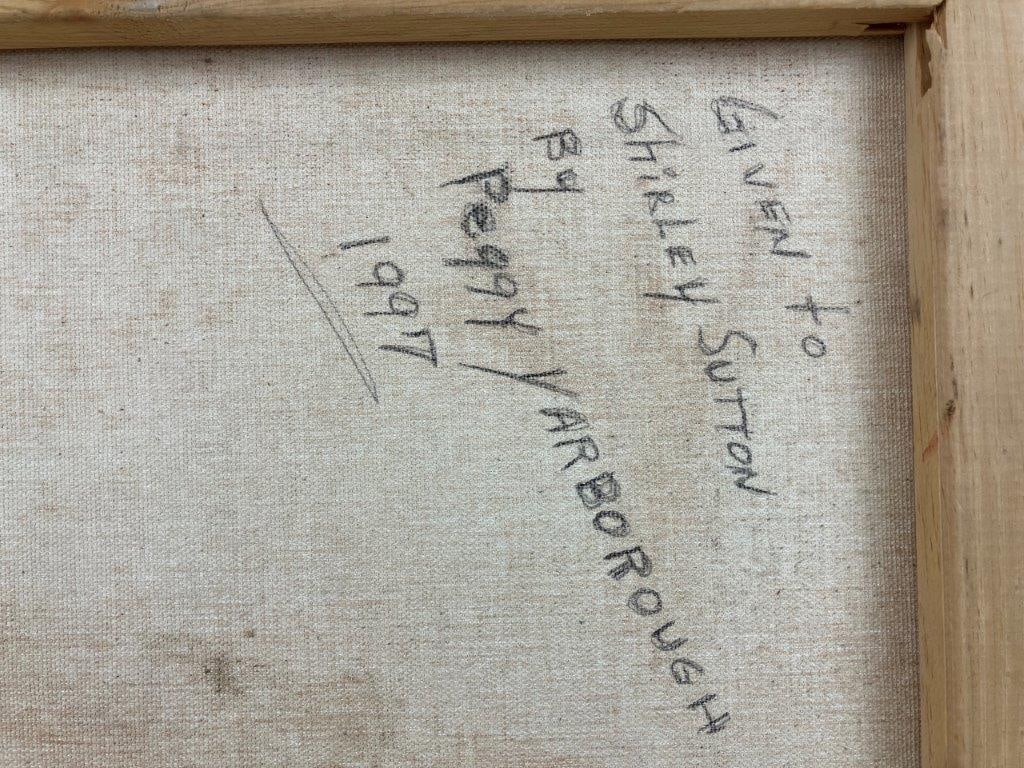 GIVEN to
ShiRLEY SUTTON
By
Peggy YARBOROUGH
1997